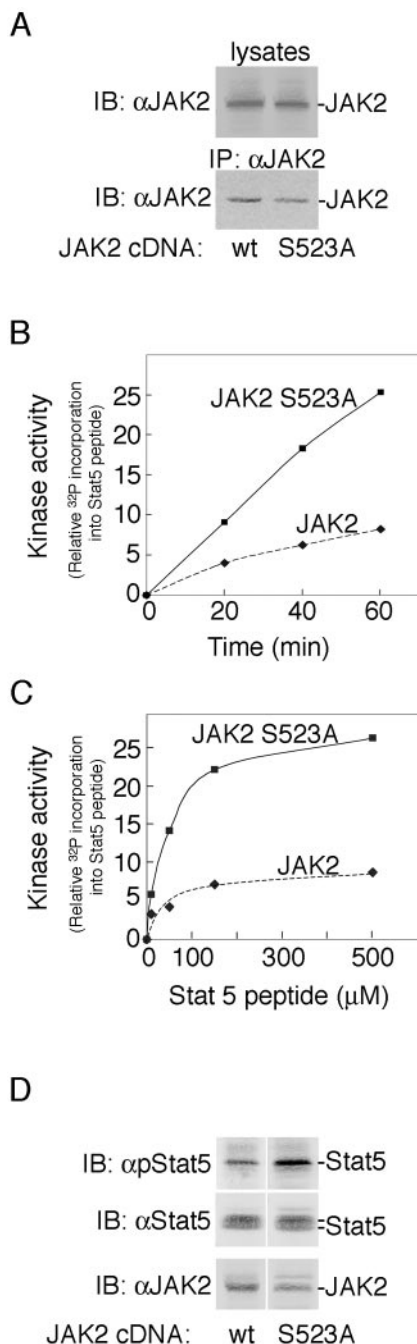 A
lysates
IB: αJAK2 -JAK2
IP: αJAK2
IB: αJAK2 -JAK2
JAK2 cDNA: wt S523A
B
Kinase activity
(Relative 32P incorporation
into Stat5 peptide)
25
20
15
10
5
0
JAK2 S523A
JAK2
0 20 40 60
Time (min)
C
Kinase activity
(Relative 32P incorporation
into Stat5 peptide)
25
20
15
10
5
0
JAK2 S523A
JAK2
0 100 300 500
Stat 5 peptide (μM)
D
IB: αpStat5 -Stat5
IB: αStat5 =Stat5
IB: αJAK2 -JAK2
JAK2 cDNA: wt S523A